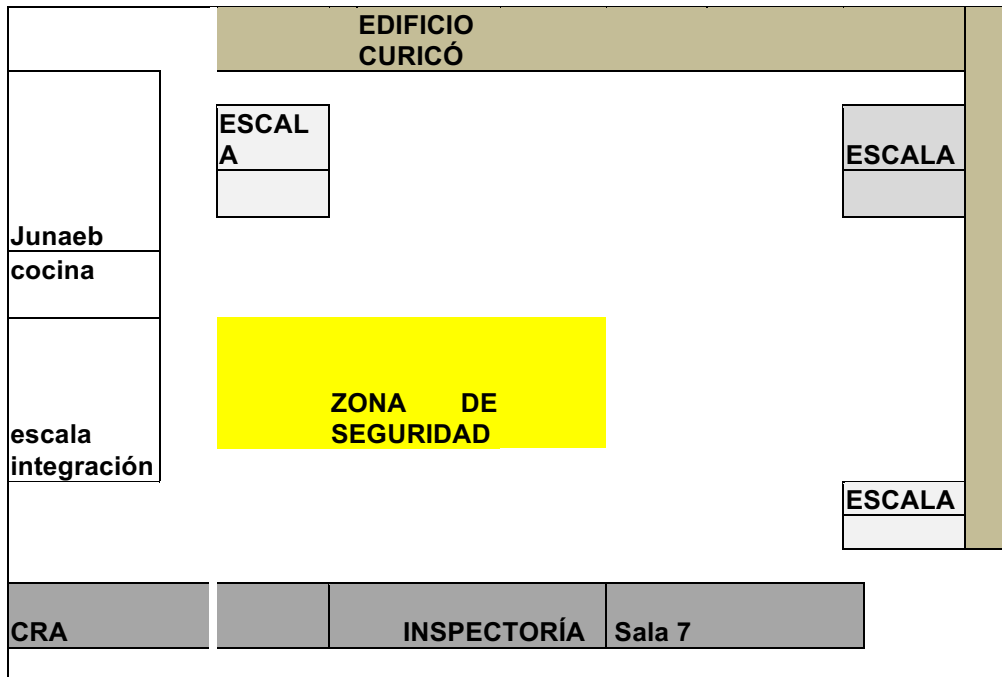 EDIFICIO
CURICÓ
ESCAL
A
ESCALA
Junaeb
cocina
ZONA DE
SEGURIDAD
escala
integración
ESCALA
CRA
INSPECTORÍA
Sala 7